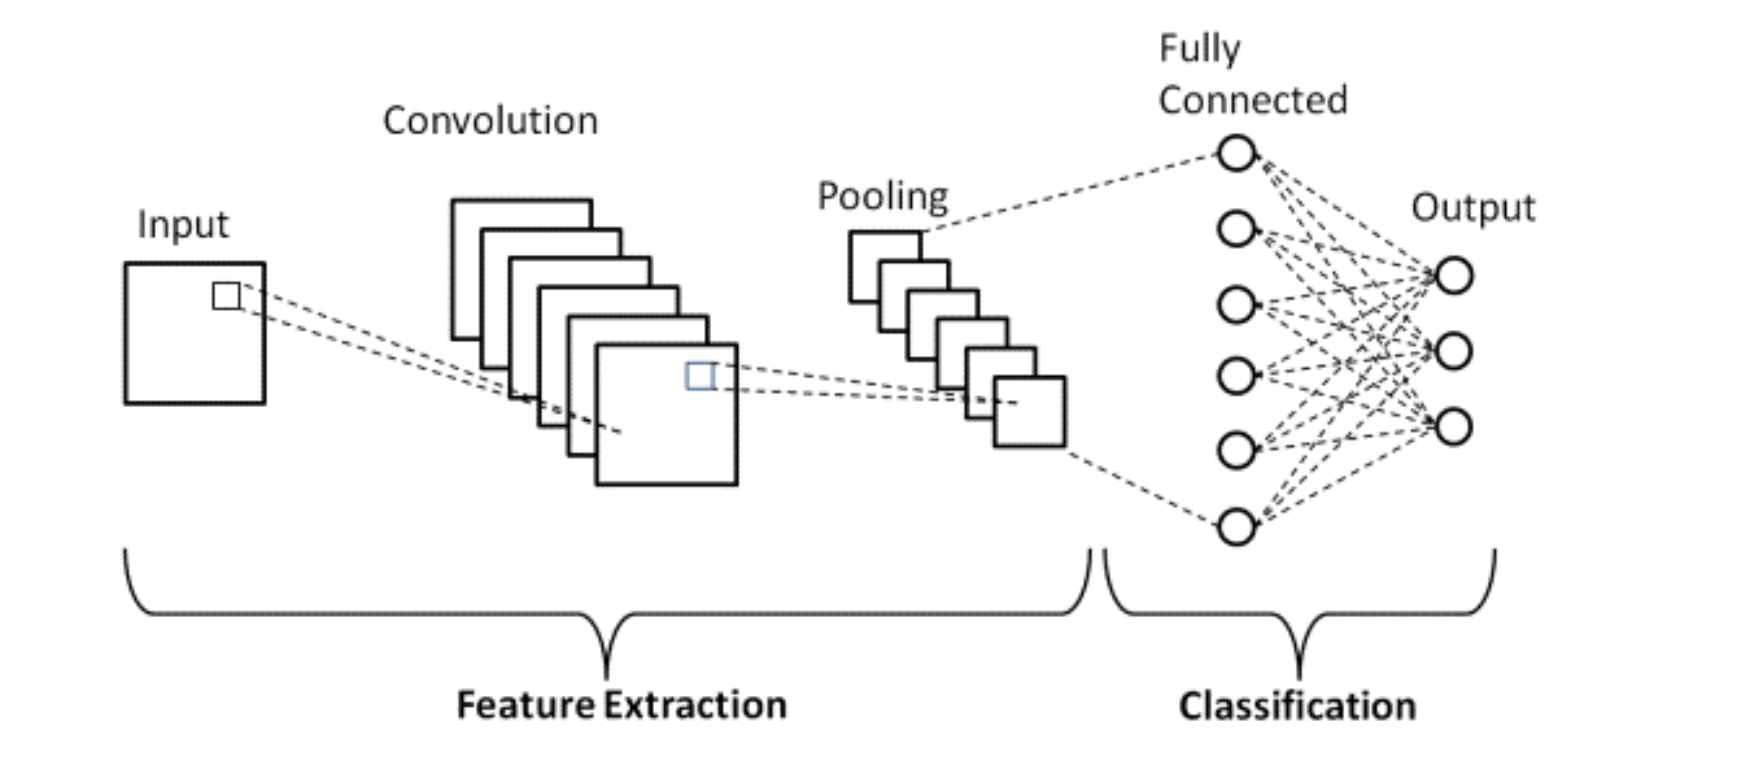 Input
Convolution
Pooling
Fully
Connected
Output
Feature Extraction
Classification